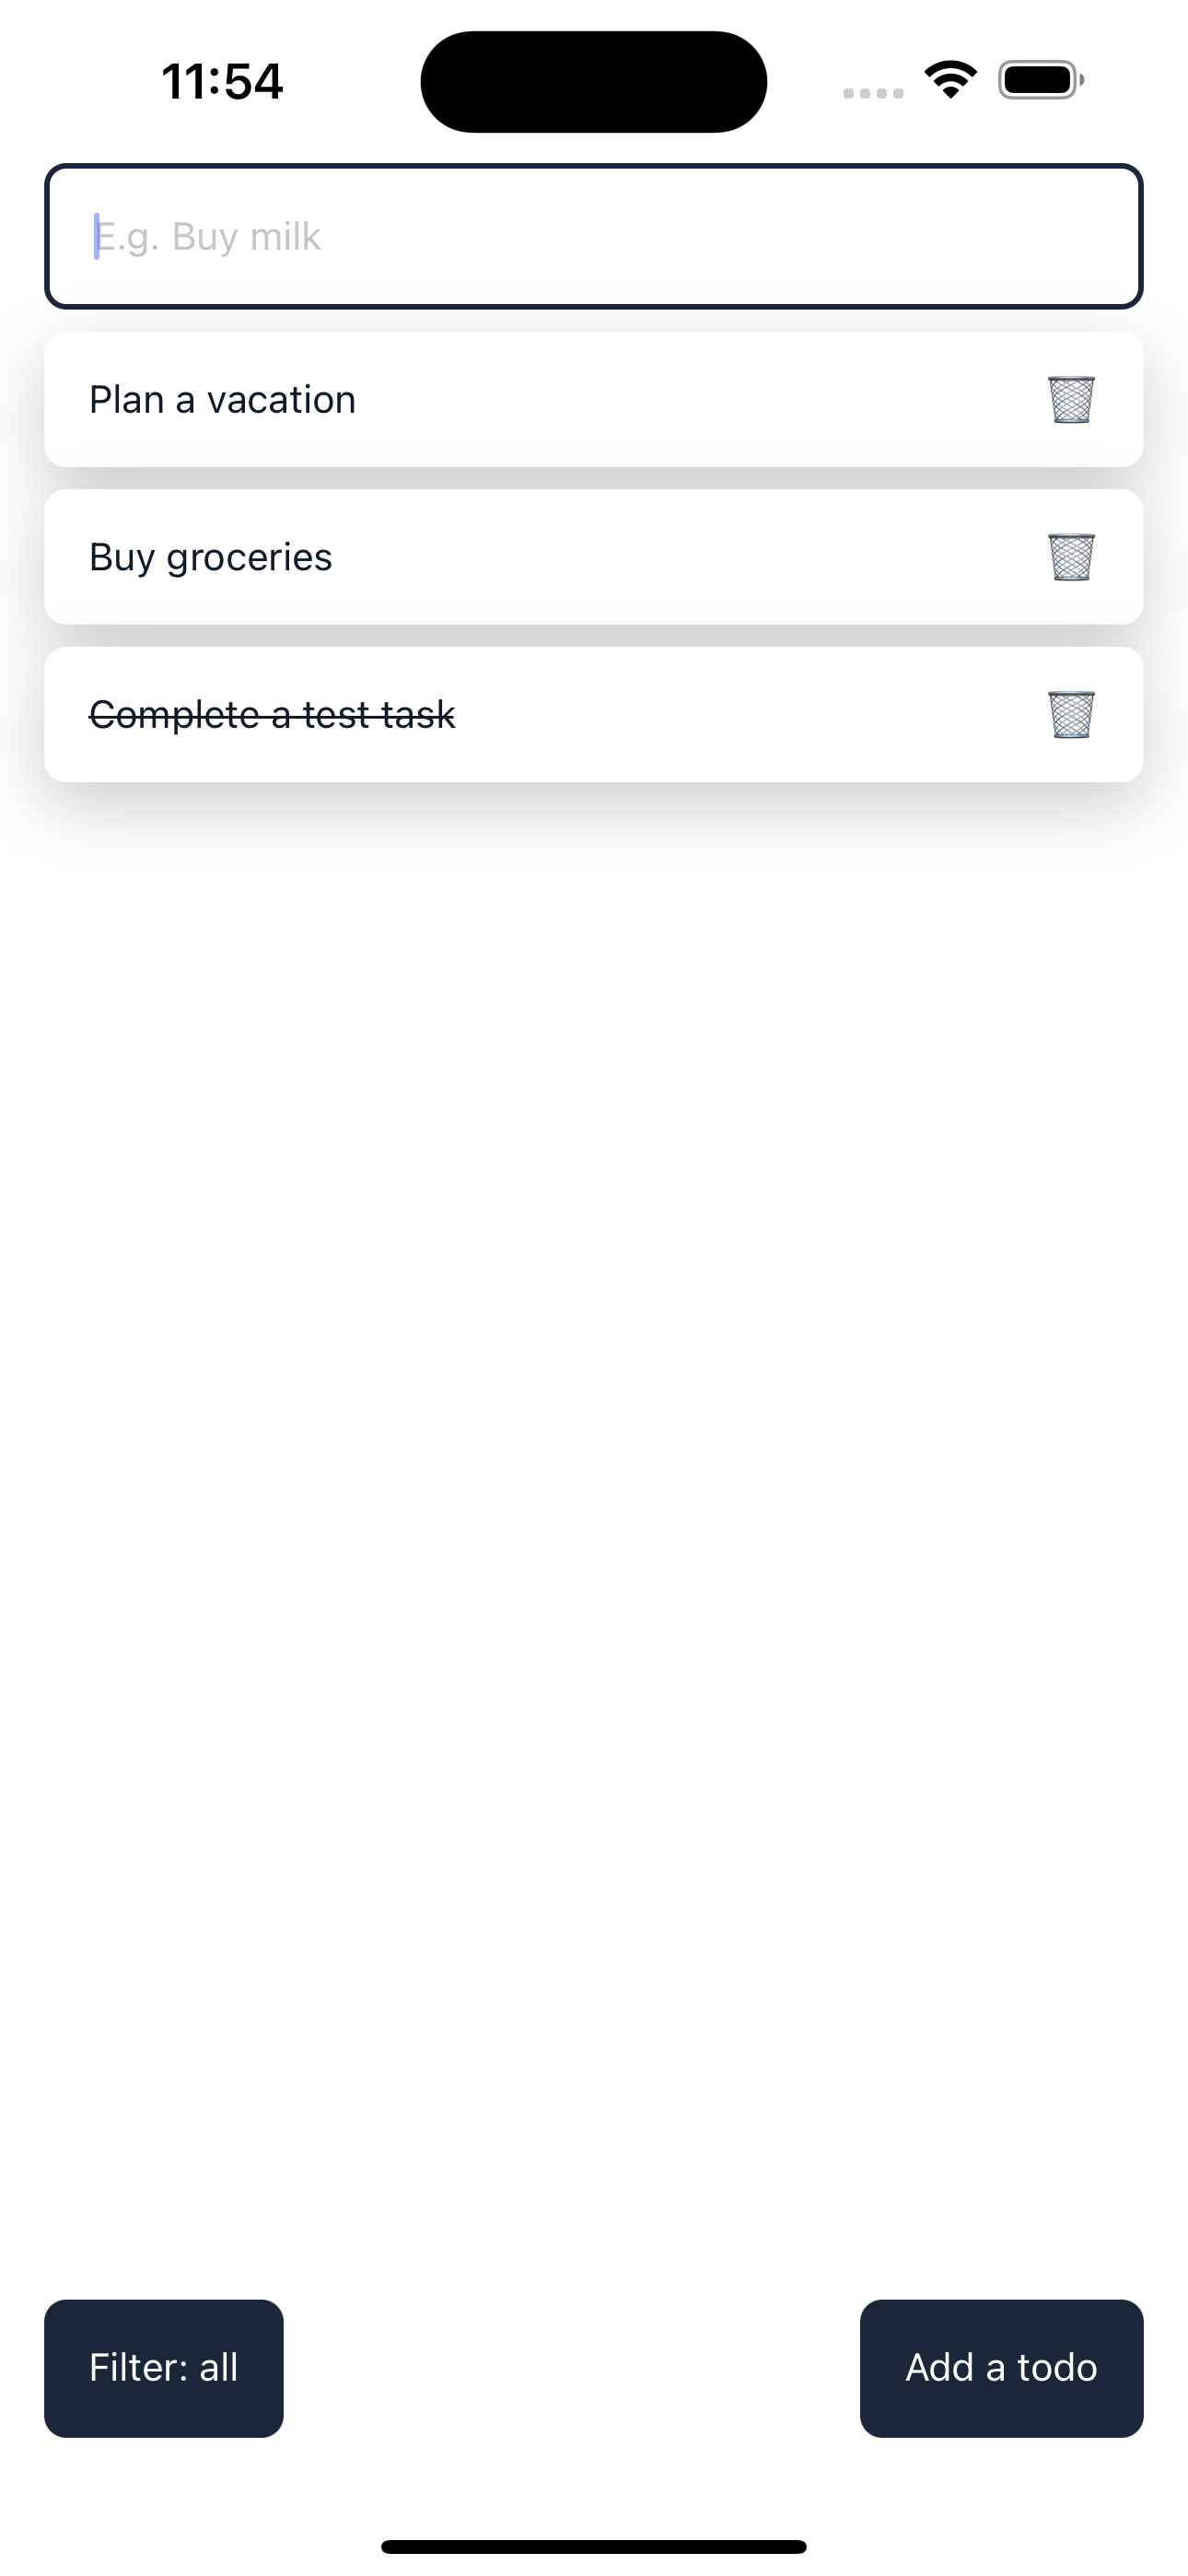 11:54
E.g. Buy milk
Plan a vacation
Buy groceries
Complete a test task
Filter: all
Add a todo